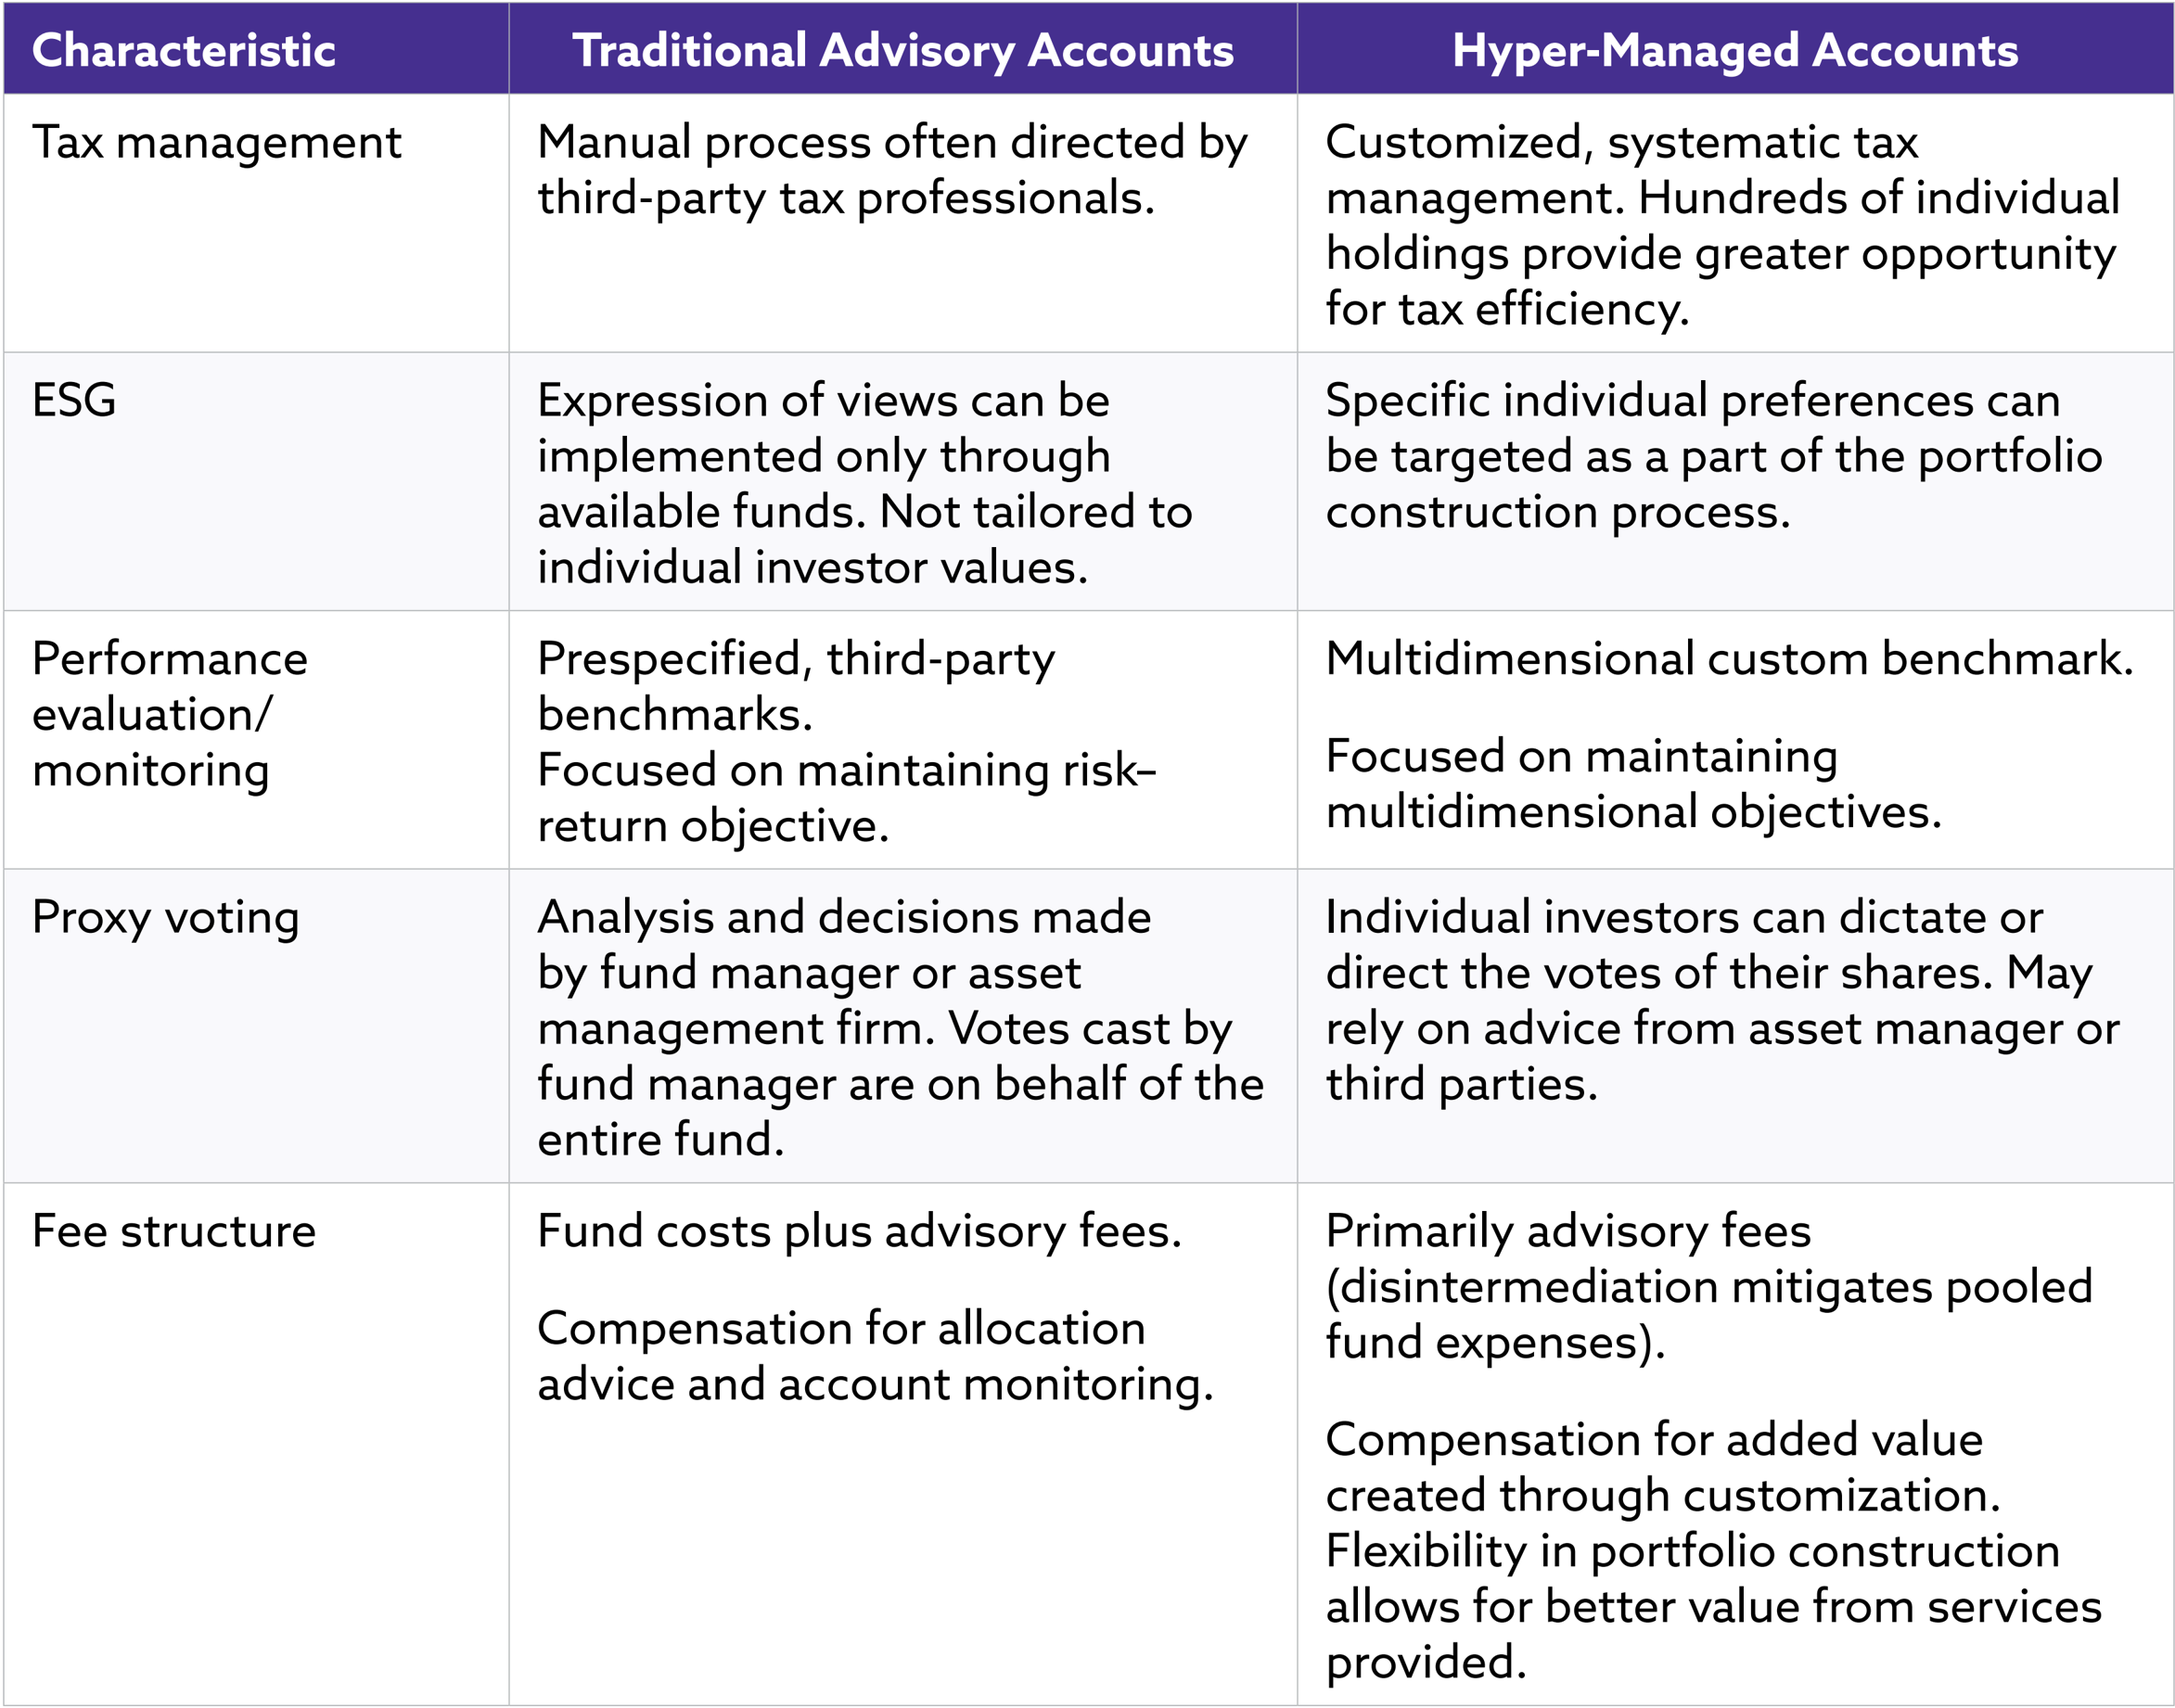 Characteristic
Traditional Advisory Accounts
Hyper-Managed Accounts
Tax management
Manual process often directed by
third-party tax professionals.
Customized, systematic tax
management. Hundreds of individual
holdings provide greater opportunity
for tax efficiency.
ESG
Expression of views can be
implemented only through
available funds. Not tailored to
individual investor values.
Specific individual preferences can
be targeted as a part of the portfolio
construction process.
Performance
evaluation/
monitoring
Prespecified, third-party
benchmarks.
Focused on maintaining risk–
return objective.
Multidimensional custom benchmark.
Focused on maintaining
multidimensional objectives.
Proxy voting
Analysis and decisions made
by fund manager or asset
management firm. Votes cast by
fund manager are on behalf of the
entire fund.
Individual investors can dictate or
direct the votes of their shares. May
rely on advice from asset manager or
third parties.
Fee structure
Fund costs plus advisory fees.
Compensation for allocation
advice and account monitoring.
Primarily advisory fees
(disintermediation mitigates pooled
fund expenses).
Compensation for added value
created through customization.
Flexibility in portfolio construction
allows for better value from services
provided.